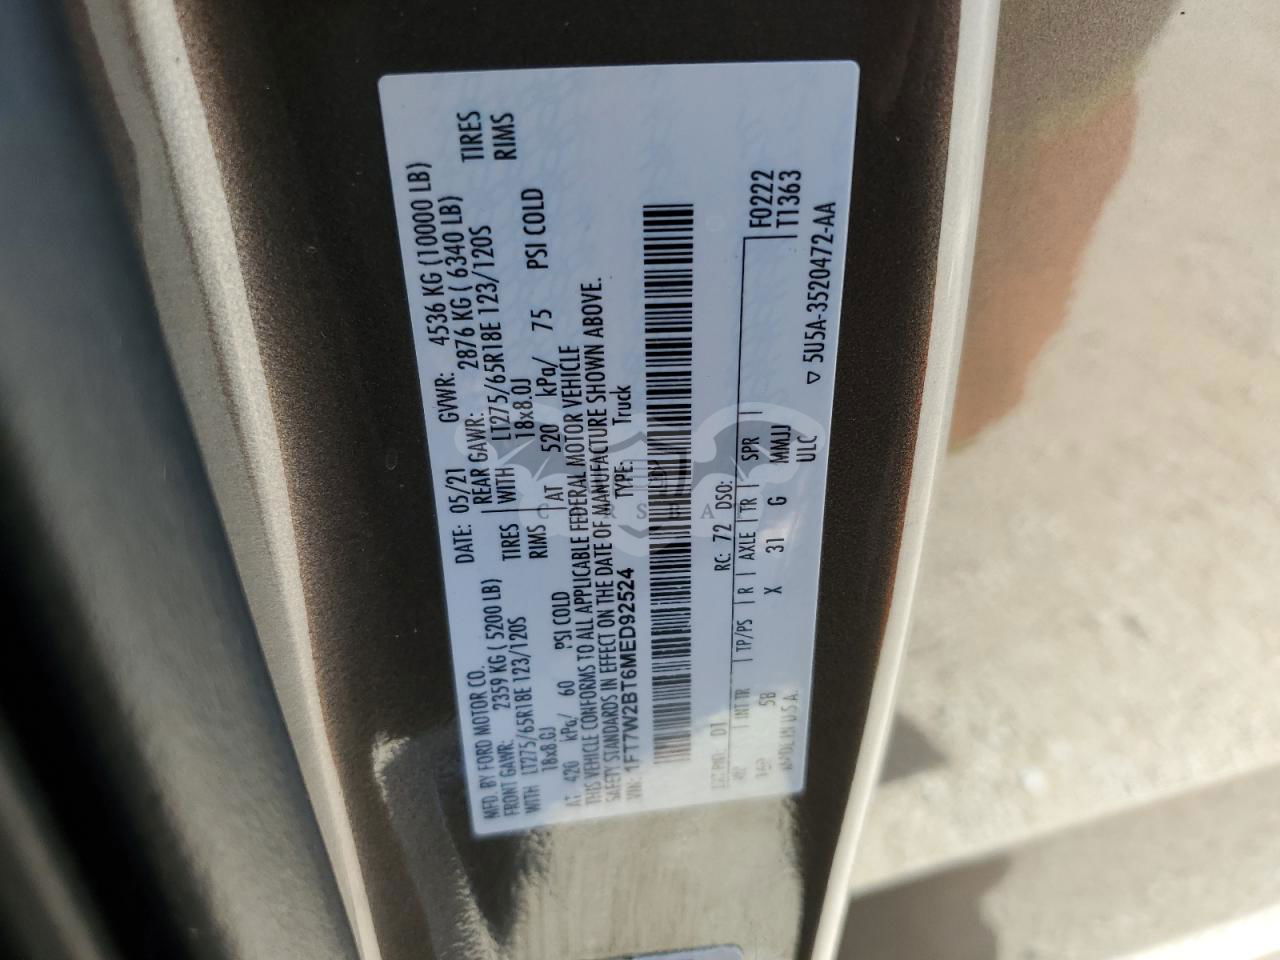 MFD. BY FORD MOTOR CO.
DATE: 05/21 GVWR: 4536 KG (10000 LB)
FRONT GAWR: 2359 KG ( 5200 LB) REAR GAWR: 2876 KG ( 6340 LB)
WITH LT275/65R18E 123/120S TIRES WITH LT275/65R18E 123/120S TIRES
18x8.0J RIMS 18x8.0J RIMS
AT 420 kPa/ 60 PSI COLD AT 520 kPa/ 75 PSI COLD
THIS VEHICLE CONFORMS TO ALL APPLICABLE FEDERAL MOTOR VEHICLE
SAFETY STANDARDS IN EFFECT ON THE DATE OF MANUFACTURE SHOWN ABOVE.
VIN: 1FT7W2BT6MED92524 TYPE: Truck
EXT PNT: D1 RC: 72 DSO: F0222
INT TR TP/PS R AXLE TR SPR T1363
5B X 31 G MMJJ
MADE IN U.S.A. ULC
▽ 5U5A-3520472-AA